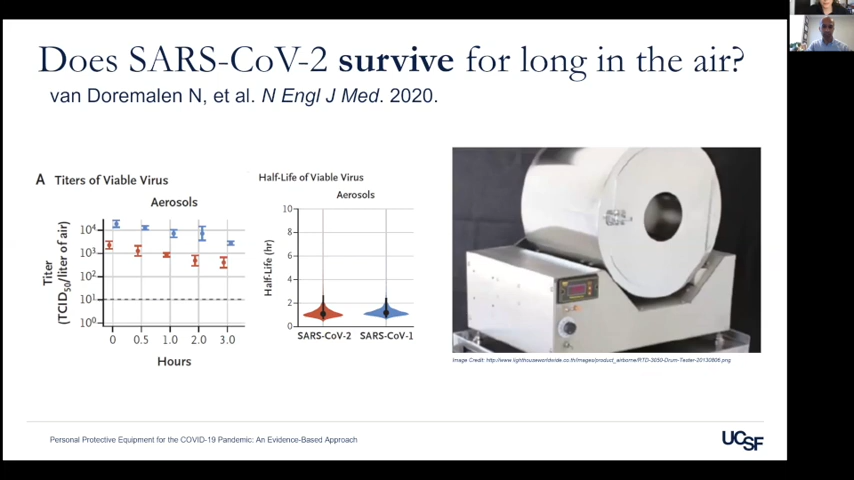 Does SARS-CoV-2 survive for long in the air?
van Doremalen N, et al. N Engl J Med. 2020.
A Titers of Viable Virus
Aerosols
Titer
(TCID50/liter of air)
10⁴
10³
10²
10¹
10⁰
0 0.5 1.0 2.0 3.0
Hours
Half-Life of Viable Virus
Aerosols
Half-Life (hr)
10
8
6
4
2
0
SARS-CoV-2 SARS-CoV-1
Image Credit: http://www.lighthouseworldwide.co.th/images/product_airborne/RTD-3050-Drum-Tester-20130806.png
Personal Protective Equipment for the COVID-19 Pandemic: An Evidence-Based Approach
UCSF